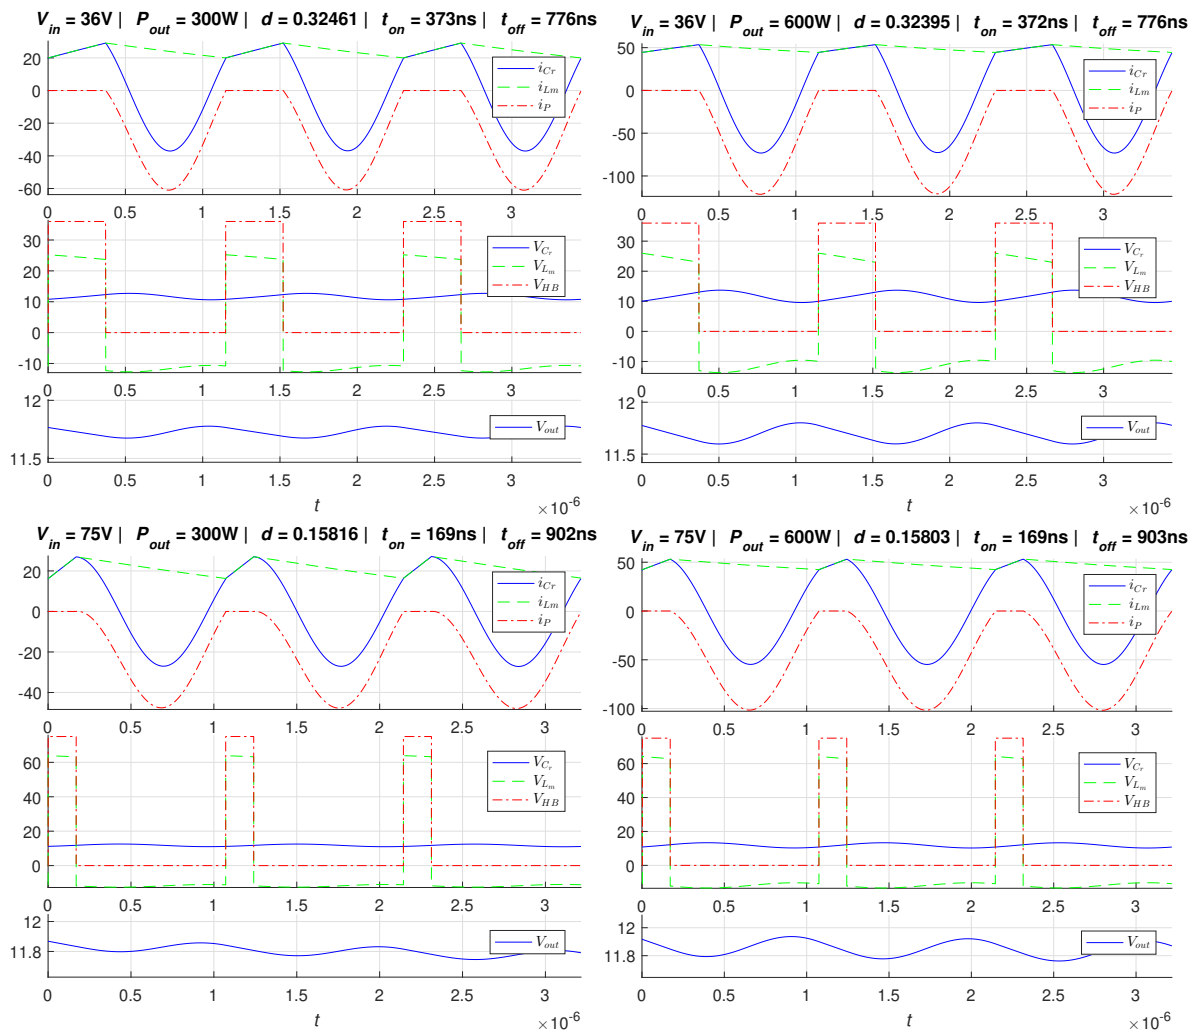 V_in = 36V | P_out = 300W | d = 0.32461 | t_on = 373ns | t_off = 776ns
20
0
-20
-40
-60
i_Cr
i_Lm
i_P
0 0.5 1 1.5 2 2.5 3
30
20
10
0
-10
V_Cr
V_Lm
V_HB
0 0.5 1 1.5 2 2.5 3
12
11.5
V_out
0 0.5 1 1.5 2 2.5 3
t
×10^-6
V_in = 36V | P_out = 600W | d = 0.32395 | t_on = 372ns | t_off = 776ns
50
0
-50
-100
i_Cr
i_Lm
i_P
0 0.5 1 1.5 2 2.5 3
30
20
10
0
-10
V_Cr
V_Lm
V_HB
0 0.5 1 1.5 2 2.5 3
12
11.5
V_out
0 0.5 1 1.5 2 2.5 3
t
×10^-6
V_in = 75V | P_out = 300W | d = 0.15816 | t_on = 169ns | t_off = 902ns
20
0
-20
-40
i_Cr
i_Lm
i_P
0 0.5 1 1.5 2 2.5 3
60
40
20
0
V_Cr
V_Lm
V_HB
0 0.5 1 1.5 2 2.5 3
12
11.8
V_out
0 0.5 1 1.5 2 2.5 3
t
×10^-6
V_in = 75V | P_out = 600W | d = 0.15803 | t_on = 169ns | t_off = 903ns
50
0
-50
-100
i_Cr
i_Lm
i_P
0 0.5 1 1.5 2 2.5 3
60
40
20
0
V_Cr
V_Lm
V_HB
0 0.5 1 1.5 2 2.5 3
12
11.8
V_out
0 0.5 1 1.5 2 2.5 3
t
×10^-6